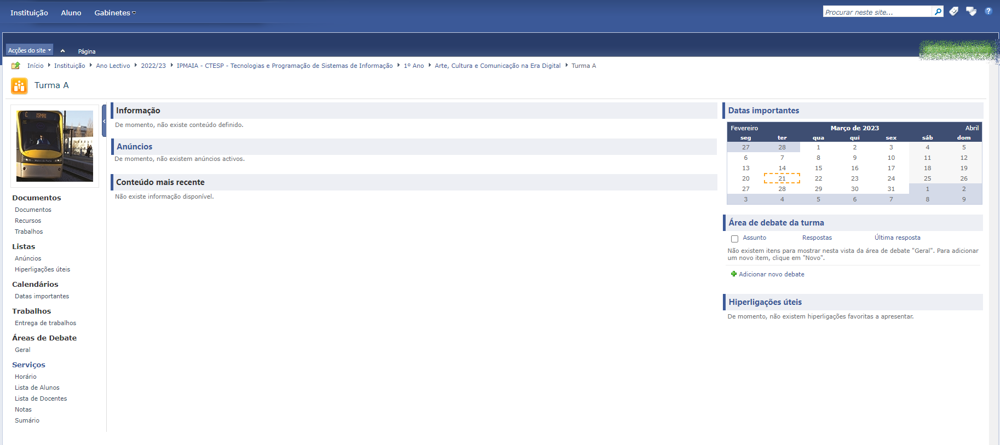 Instituição Aluno Gabinetes
Procurar neste site...
Acções do site Página
Início Instituição Ano Lectivo 2022/23 IPMAIA - CTESP - Tecnologias e Programação de Sistemas de Informação 1º Ano Arte, Cultura e Comunicação na Era Digital Turma A
Turma A
C ISMAI
Metro do Porto
Documentos
Documentos
Recursos
Trabalhos
Listas
Anúncios
Hiperligações úteis
Calendários
Datas importantes
Trabalhos
Entrega de trabalhos
Áreas de Debate
Geral
Serviços
Horário
Lista de Alunos
Lista de Docentes
Notas
Sumário
Informação
De momento, não existe conteúdo definido.
Anúncios
De momento, não existem anúncios activos.
Conteúdo mais recente
Não existe informação disponível.
Datas importantes
Fevereiro Março de 2023 Abril
seg ter qua qui sex sáb dom
27 28 1 2 3 4 5
6 7 8 9 10 11 12
13 14 15 16 17 18 19
20 21 22 23 24 25 26
27 28 29 30 31 1 2
3 4 5 6 7 8 9
Área de debate da turma
Assunto Respostas Última resposta
Não existem itens para mostrar nesta vista da área de debate "Geral". Para adicionar
um novo item, clique em "Novo".
Adicionar novo debate
Hiperligações úteis
De momento, não existem hiperligações favoritas a apresentar.